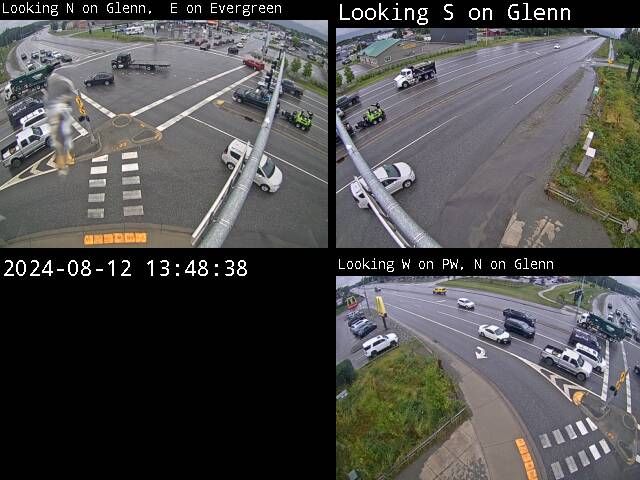 Looking N on Glenn,  E on Evergreen
Looking S on Glenn
2024-08-12 13:48:38
Looking W on PW, N on Glenn